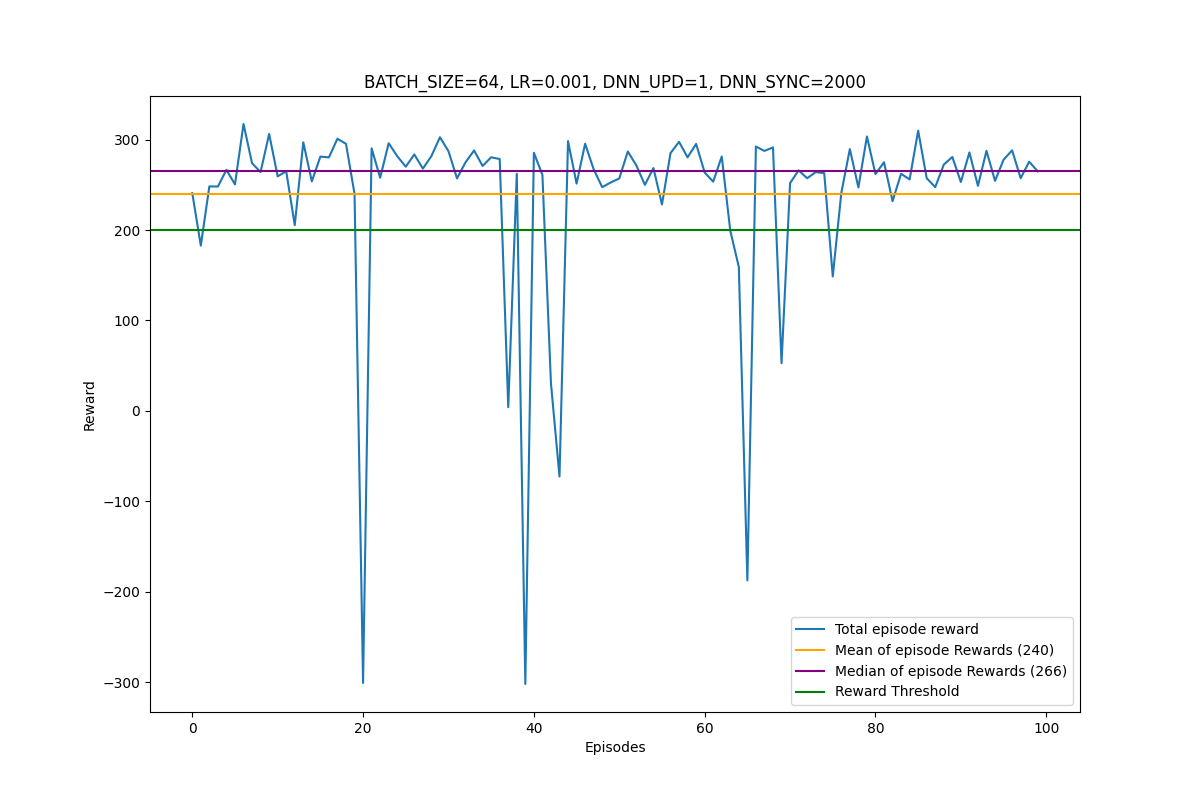 BATCH_SIZE=64, LR=0.001, DNN_UPD=1, DNN_SYNC=2000
300
200
100
0
−100
−200
−300
Reward
0 20 40 60 80 100
Episodes
Total episode reward
Mean of episode Rewards (240)
Median of episode Rewards (266)
Reward Threshold